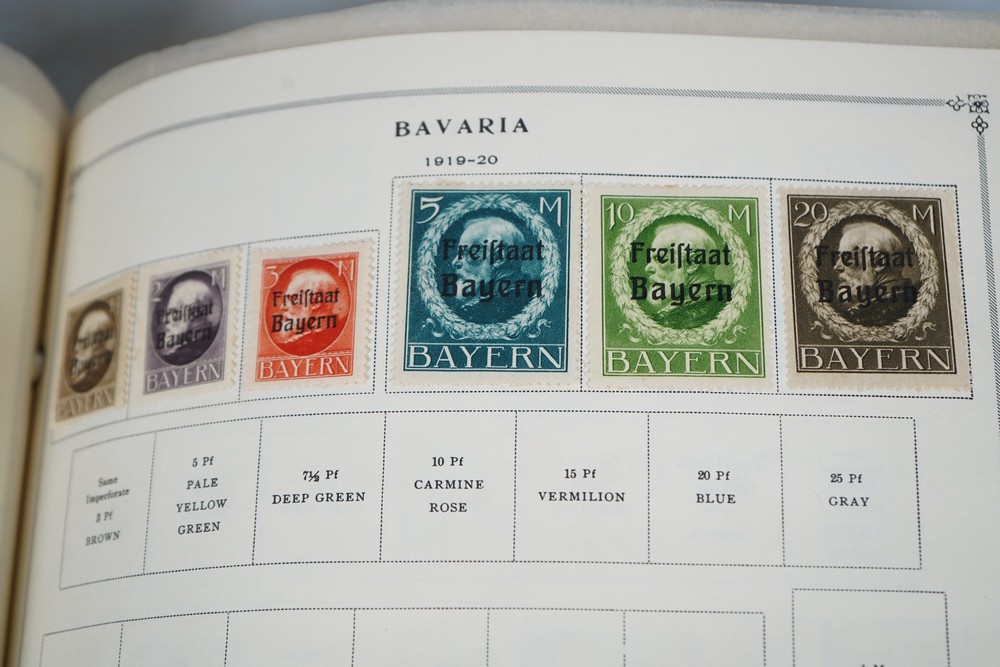 BAVARIA
1919-20
Freiſtaat
Bayern
BAYERN
2 M
Freiſtaat
Bayern
BAYERN
3 M
Freiſtaat
Bayern
BAYERN
5 M
Freiſtaat
Bayern
BAYERN
10 M
Freiſtaat
Bayern
BAYERN
20 M
Freiſtaat
Bayern
BAYERN
Same
Imperforate
3 Pf
BROWN
5 Pf
PALE
YELLOW
GREEN
7½ Pf
DEEP GREEN
10 Pf
CARMINE
ROSE
15 Pf
VERMILION
20 Pf
BLUE
25 Pf
GRAY